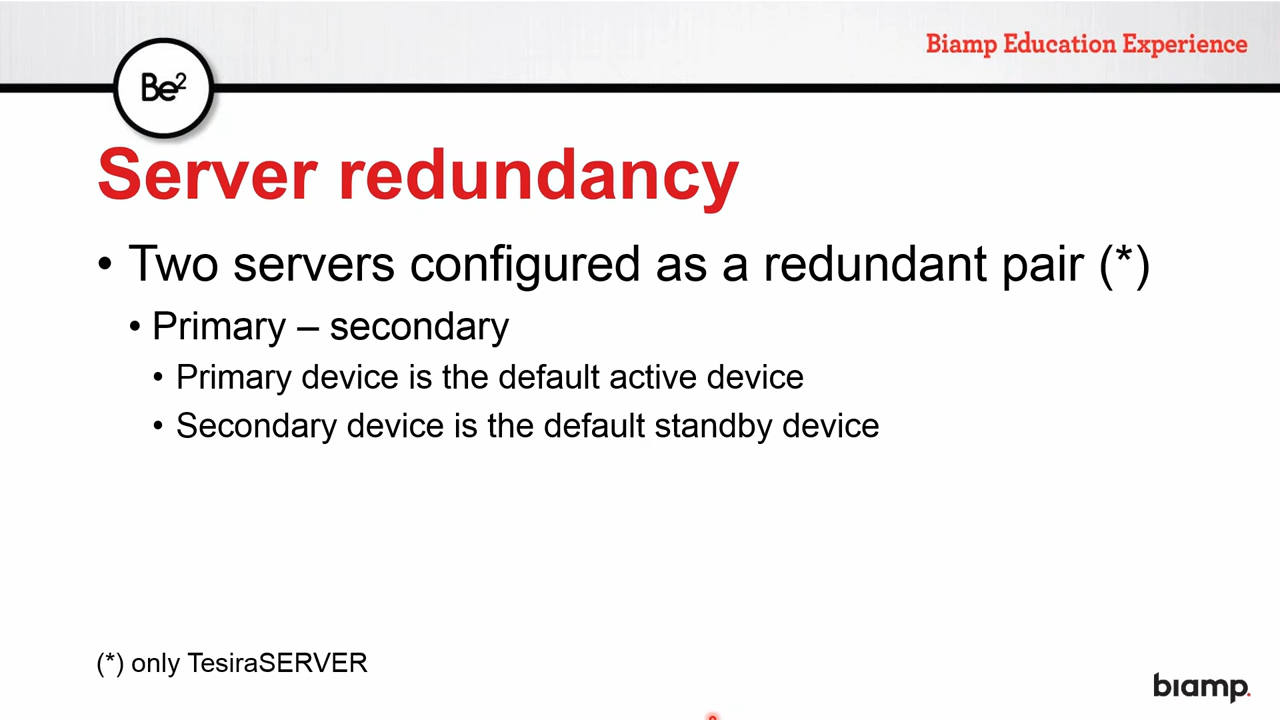 Biamp Education Experience
Be²
Server redundancy
• Two servers configured as a redundant pair (*)
• Primary – secondary
• Primary device is the default active device
• Secondary device is the default standby device
(*) only TesiraSERVER
biamp.